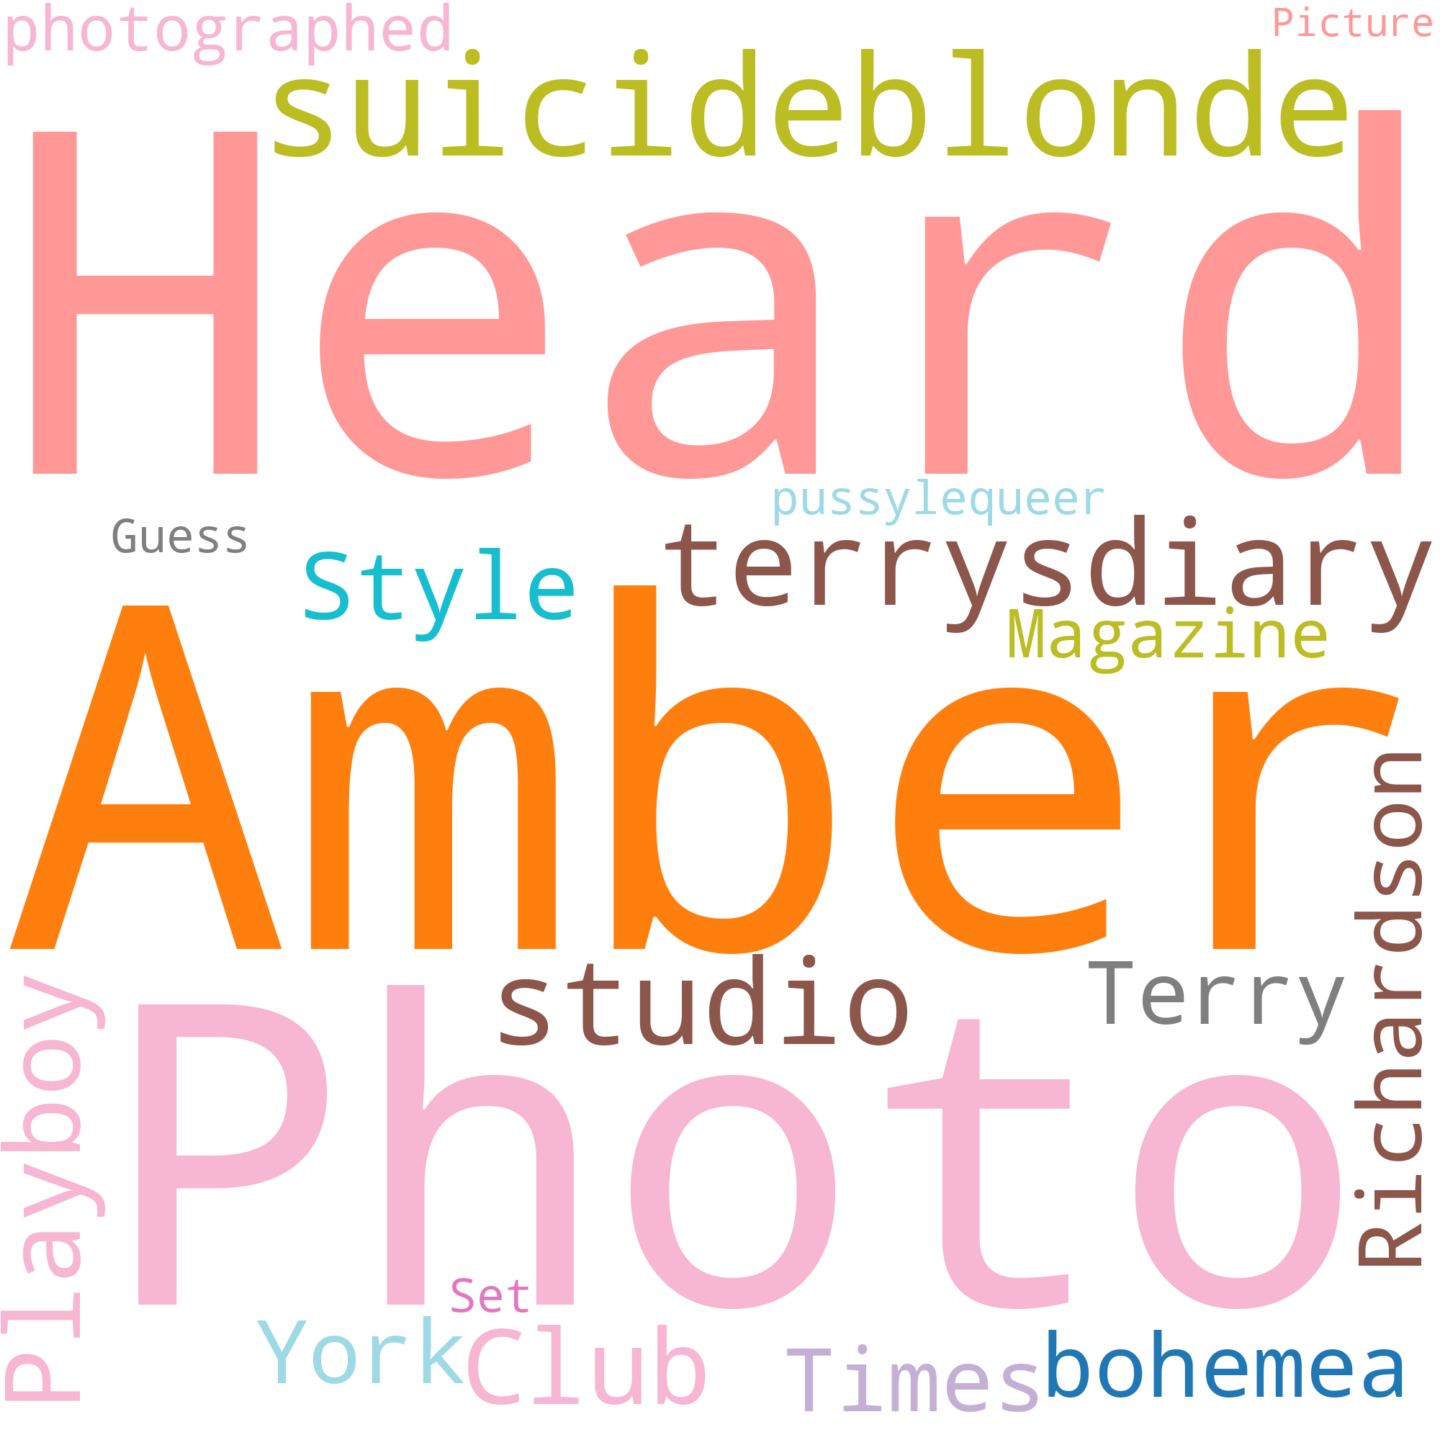 photographed
Picture
suicideblonde
Heard
pussylequeer
Guess
Style
terrysdiary
Magazine
Amber
Richardson
studio
Terry
Playboy
Photo
Set
York
Club
Times
bohemea